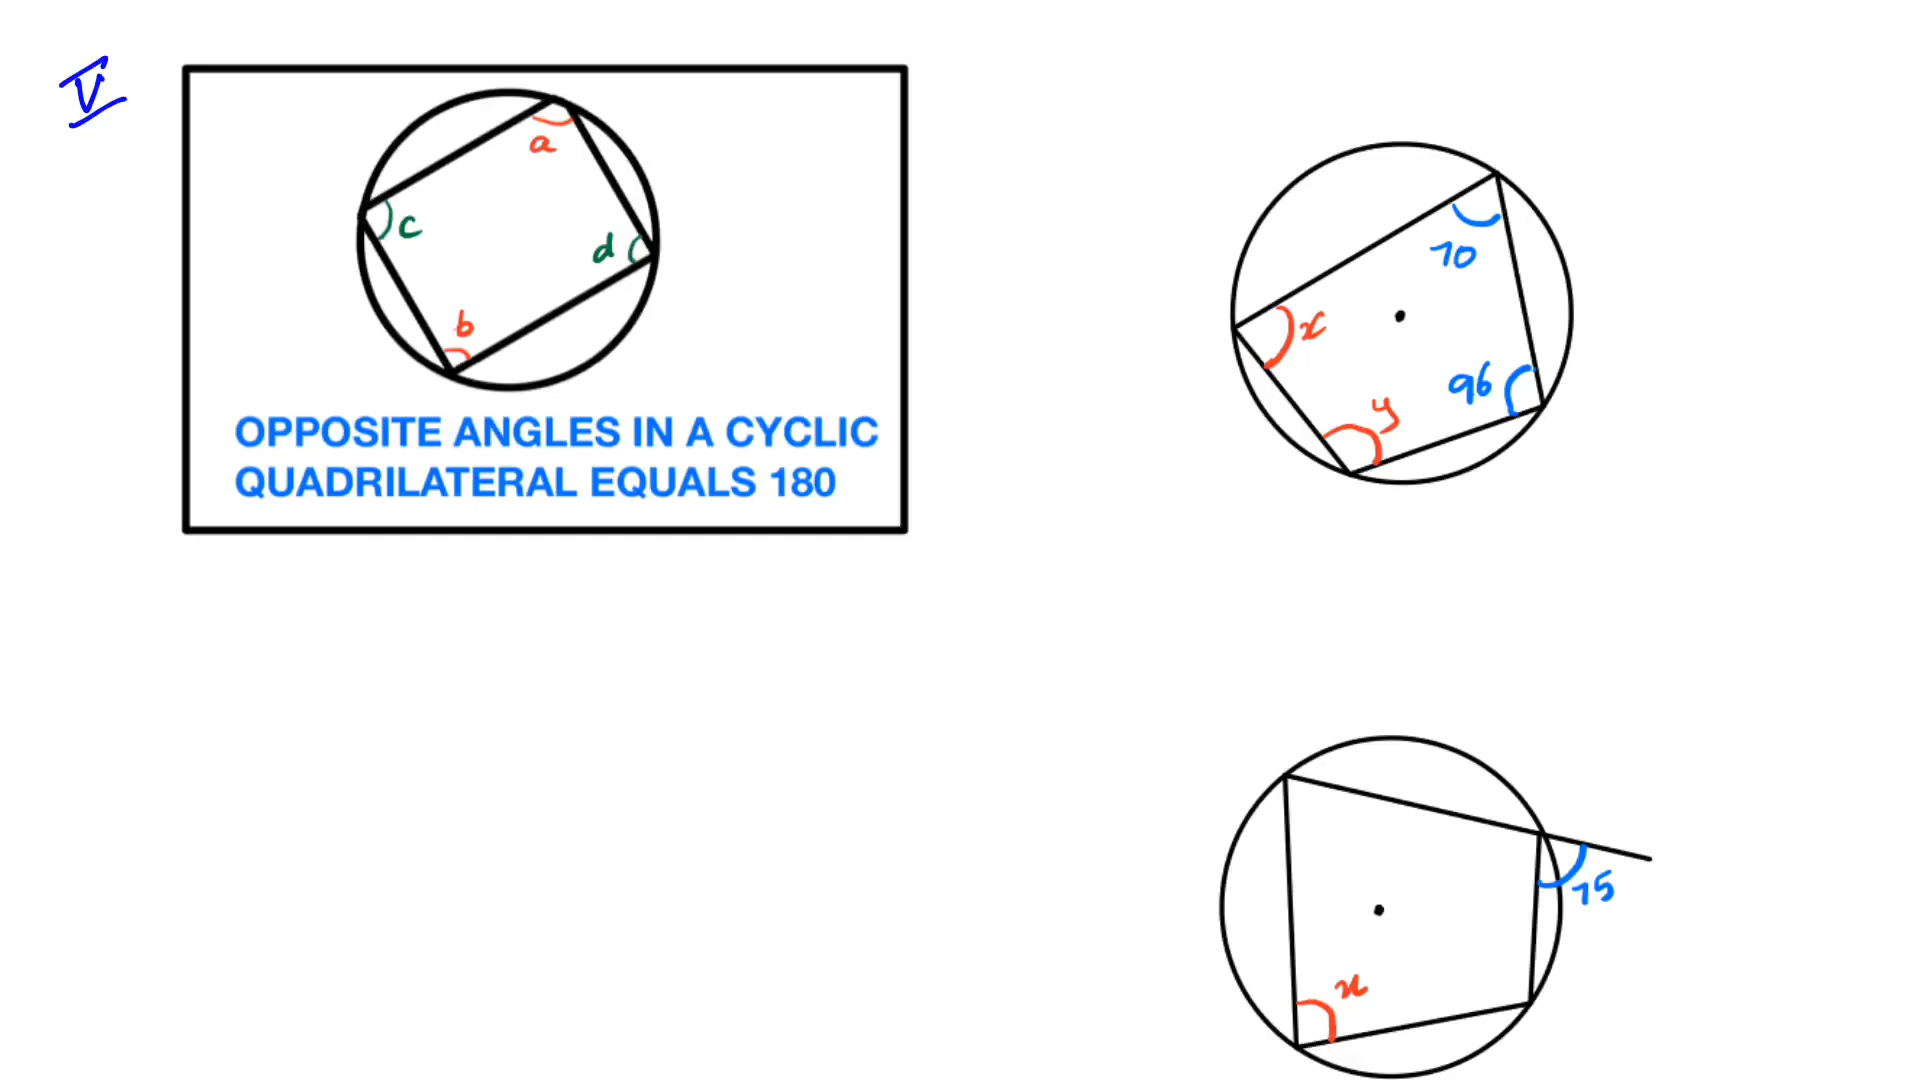 V
a
c
d
b
OPPOSITE ANGLES IN A CYCLIC
QUADRILATERAL EQUALS 180
70
x
96
y
75
x